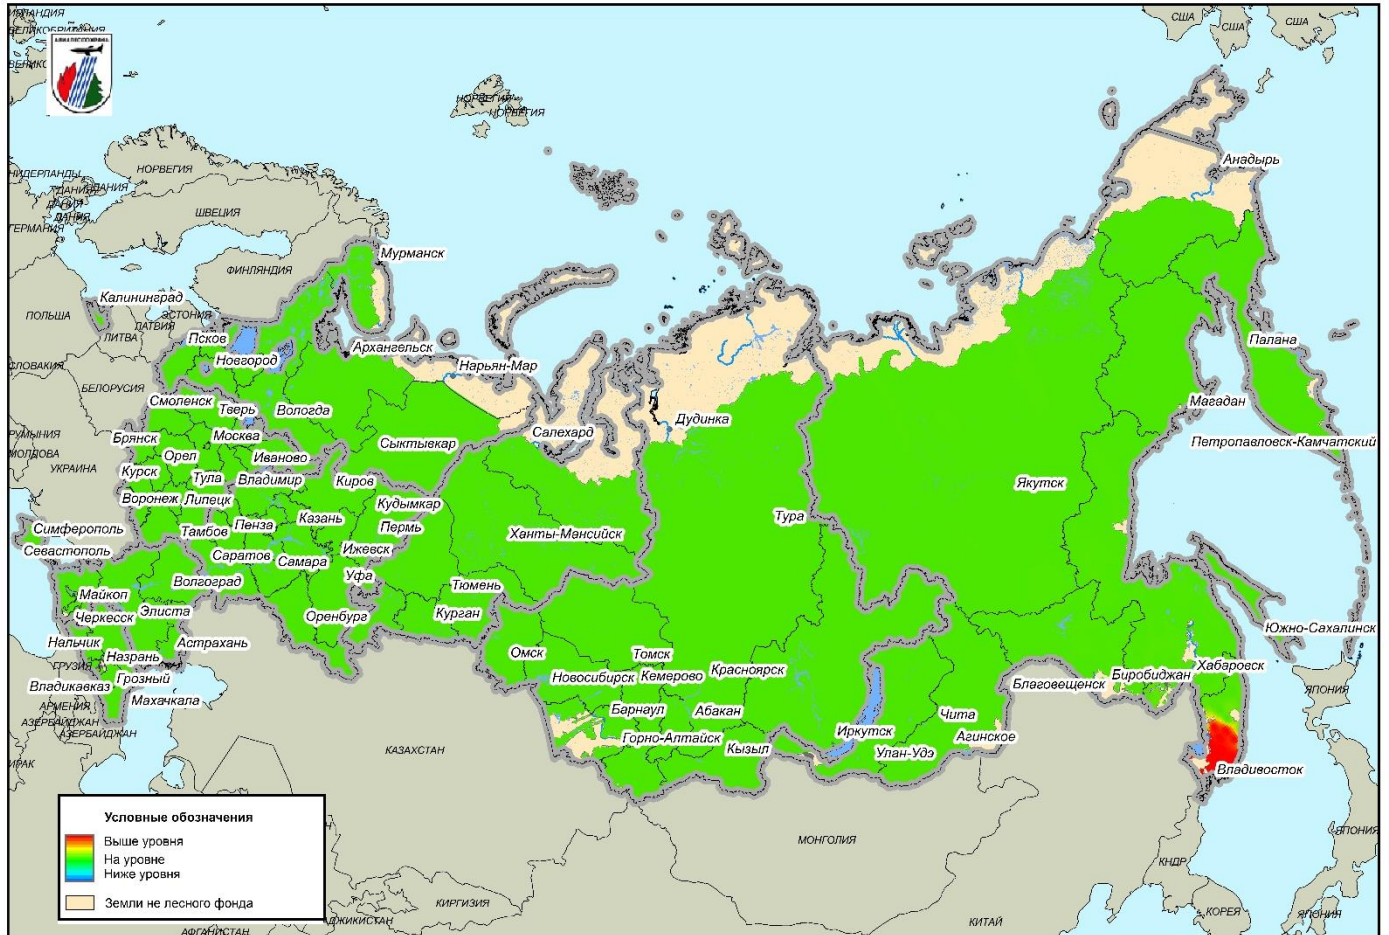 ИРЛАНДИЯ
ВЕЛИКОБРИТАНИЯ
АВИАЛЕСООХРАНА
США
США
США
НОРВЕГИЯ
НОРВЕГИЯ
НОРВЕГИЯ
НИДЕРЛАНДЫ
ДАНИЯ
ДАНИЯ
ДАНИЯ
ДАНИЯ
ГЕРМАНИЯ
ШВЕЦИЯ
ФИНЛЯНДИЯ
Анадырь
Мурманск
Калининград
ПОЛЬША
ЭСТОНИЯ
ЛАТВИЯ
ЛИТВА
Псков
Новгород
Архангельск
Нарьян-Мар
Палана
СЛОВАКИЯ
БЕЛОРУСИЯ
Смоленск
Тверь
Вологда
Дудинка
Магадан
РУМЫНИЯ
МОЛДОВА
УКРАИНА
Брянск
Москва
Сыктывкар
Салехард
Петропавловск-Камчатский
Орел
Иваново
Курск
Тула
Владимир
Киров
Якутск
Воронеж
Липецк
Кудымкар
Казань
Тура
Симферополь
Тамбов
Пенза
Пермь
Ханты-Мансийск
Севастополь
Саратов
Самара
Ижевск
Волгоград
Уфа
Тюмень
Майкоп
Элиста
Оренбург
Курган
Черкесск
Южно-Сахалинск
Нальчик
Астрахань
Назрань
Омск
Томск
ГРУЗИЯ
Грозный
Новосибирск
Кемерово
Красноярск
Хабаровск
Владикавказ
Биробиджан
Благовещенск
Махачкала
ЯПОНИЯ
АРМЕНИЯ
Барнаул
Абакан
Чита
АЗЕРБАЙДЖАН
АЗЕРБАЙДЖАН
Иркутск
Агинское
Горно-Алтайск
Кызыл
Улан-Удэ
КАЗАХСТАН
ИРАК
Владивосток
Условные обозначения
Выше уровня
На уровне
Ниже уровня
Земли не лесного фонда
МОНГОЛИЯ
ЯПОНИЯ
КНДР
КИРГИЗИЯ
КОРЕЯ
ЯПОНИЯ
КИТАЙ